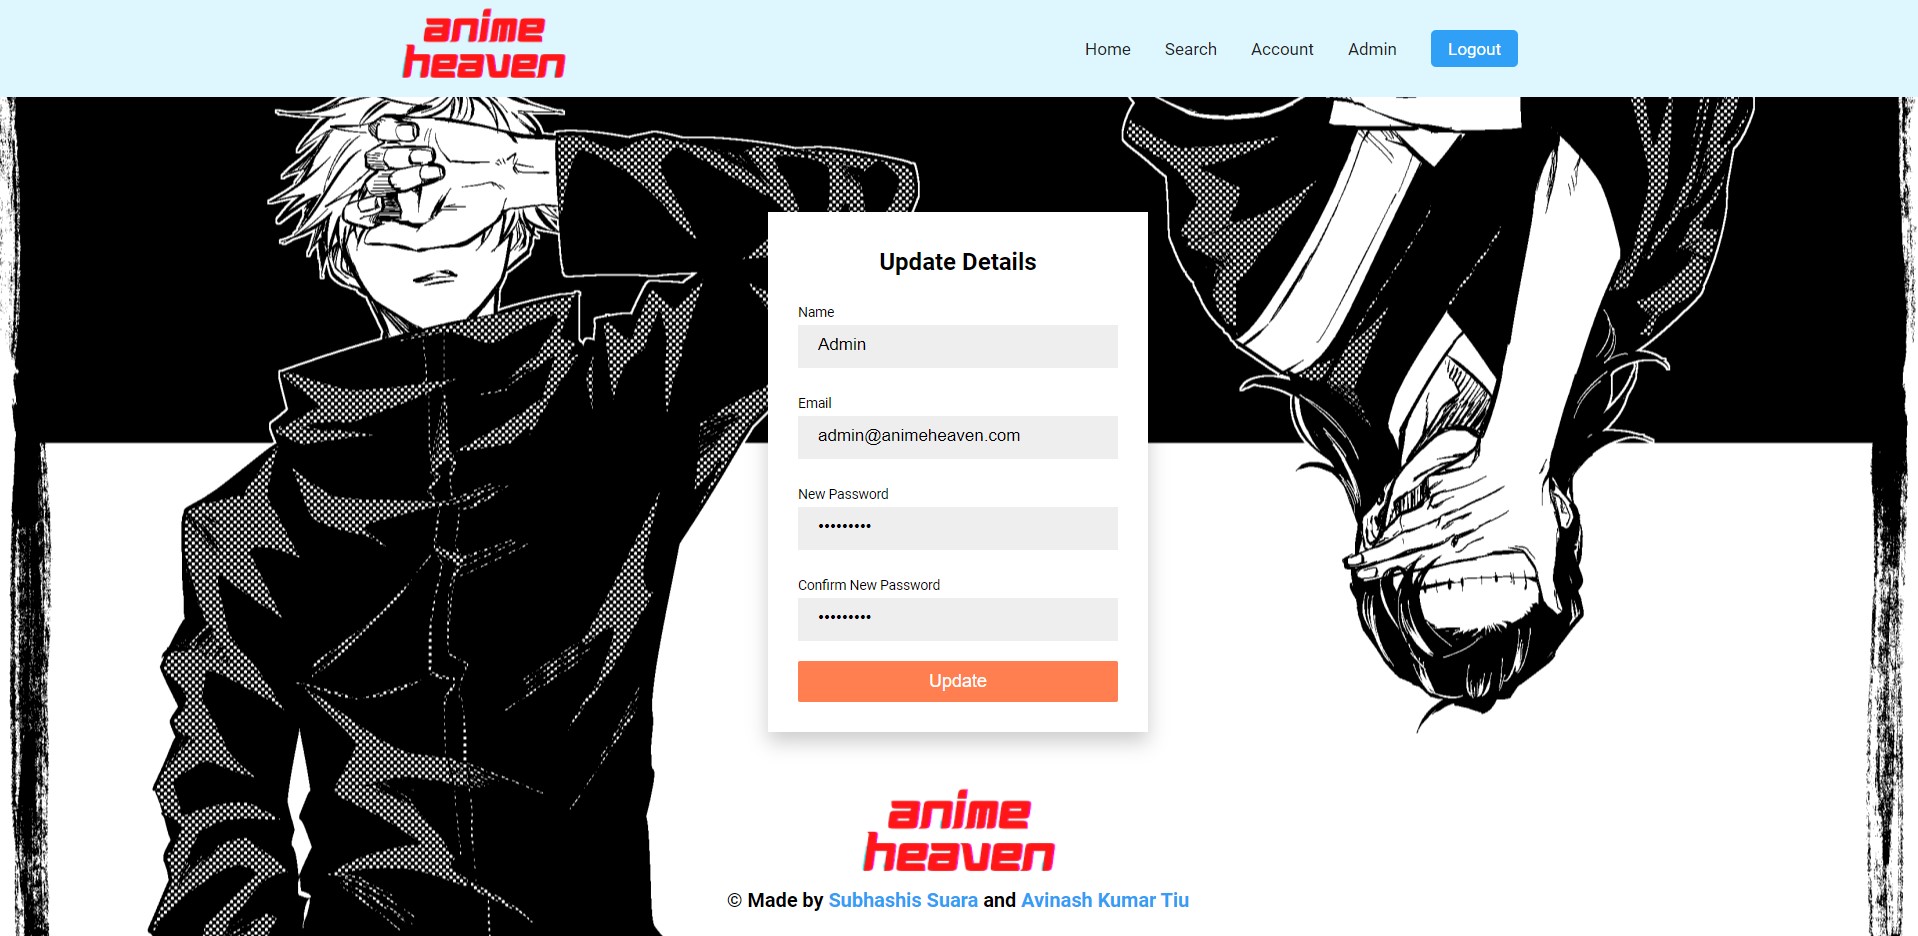 anime
heaven
Home Search Account Admin Logout
Update Details
Name
Admin
Email
admin@animeheaven.com
New Password
•••••••••
Confirm New Password
•••••••••
Update
anime
heaven
© Made by Subhashis Suara and Avinash Kumar Tiu